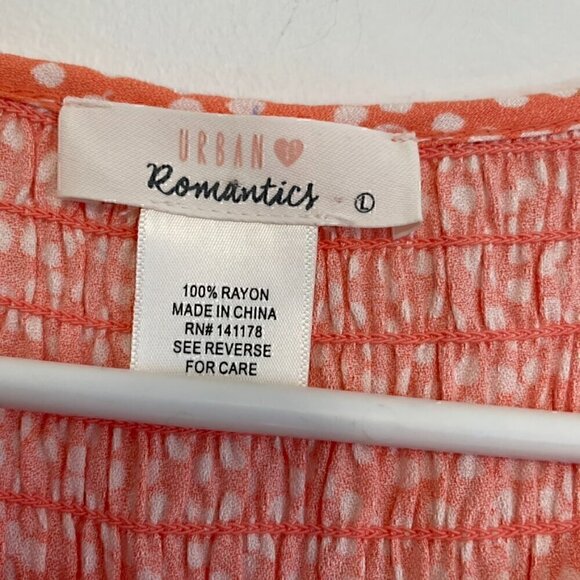 URBAN
Romantics L
100% RAYON
MADE IN CHINA
RN# 141178
SEE REVERSE
FOR CARE